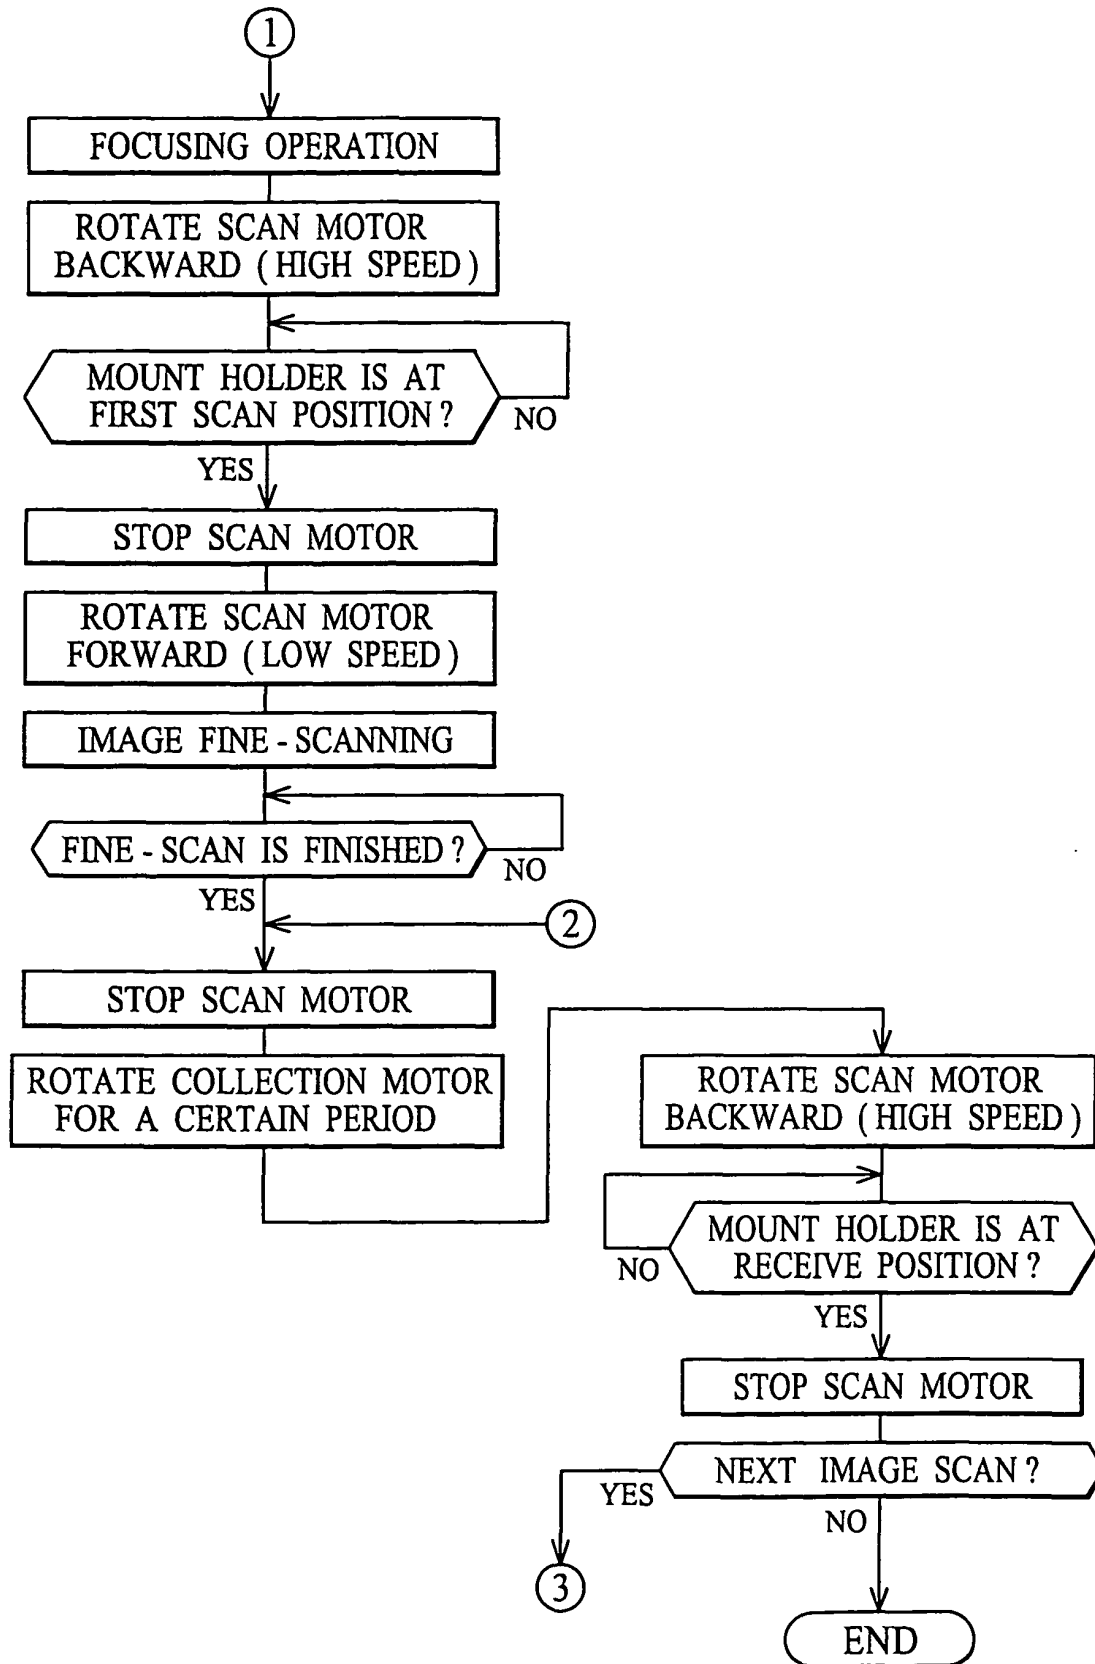 1
FOCUSING OPERATION
ROTATE SCAN MOTOR
BACKWARD (HIGH SPEED)
MOUNT HOLDER IS AT
FIRST SCAN POSITION?
NO
YES
STOP SCAN MOTOR
ROTATE SCAN MOTOR
FORWARD (LOW SPEED)
IMAGE FINE-SCANNING
FINE-SCAN IS FINISHED?
NO
YES
2
STOP SCAN MOTOR
ROTATE COLLECTION MOTOR
FOR A CERTAIN PERIOD
ROTATE SCAN MOTOR
BACKWARD (HIGH SPEED)
MOUNT HOLDER IS AT
RECEIVE POSITION?
NO
YES
STOP SCAN MOTOR
NEXT IMAGE SCAN?
YES
NO
3
END